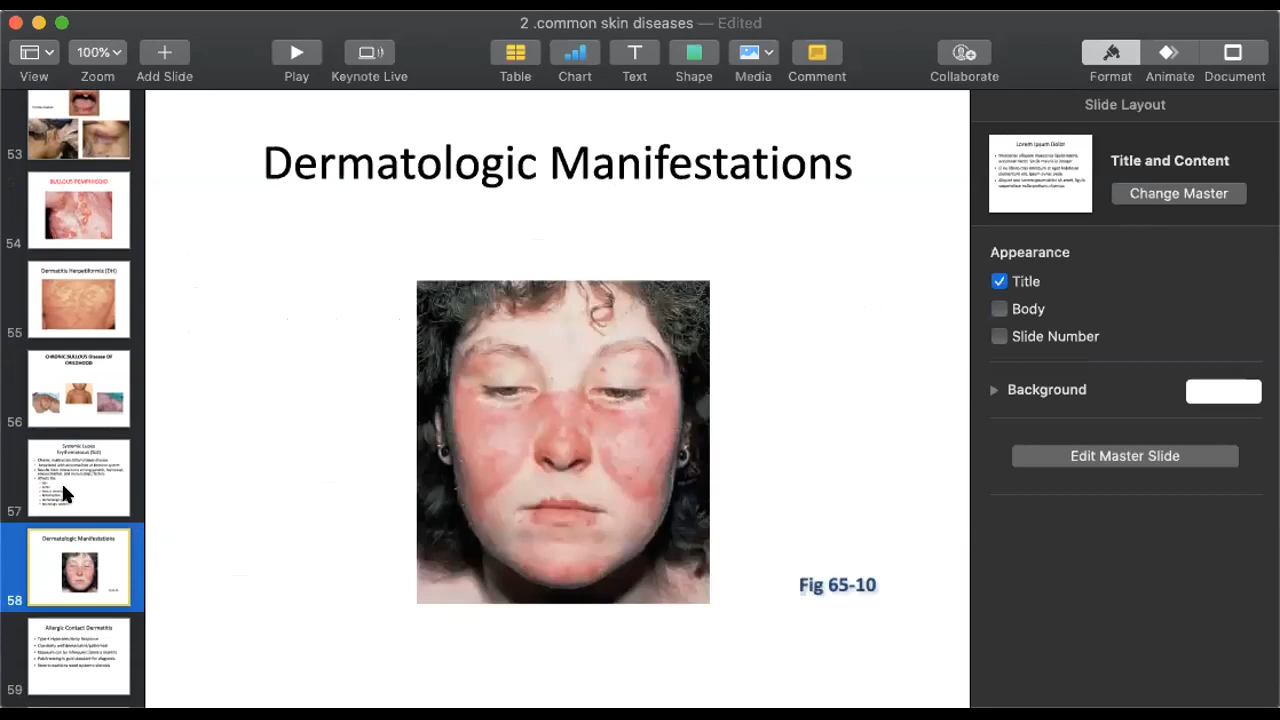 2 .common skin diseases — Edited
100%
View
Zoom
Add Slide
Play
Keynote Live
Table
Chart
Text
Shape
Media
Comment
Collaborate
Format
Animate
Document
53
BULLOUS PEMPHIGOID
54
Dermatitis Herpetiformis (DH)
55
CHRONIC BULLOUS Disease OF
CHILDHOOD
56
Systemic Lupus
Erythematosus (SLE)
57
Dermatologic Manifestations
58
Allergic Contact Dermatitis
59
Dermatologic Manifestations
Fig 65-10
Slide Layout
Lorem Ipsum Dolor
Title and Content
Change Master
Appearance
Title
Body
Slide Number
Background
Edit Master Slide